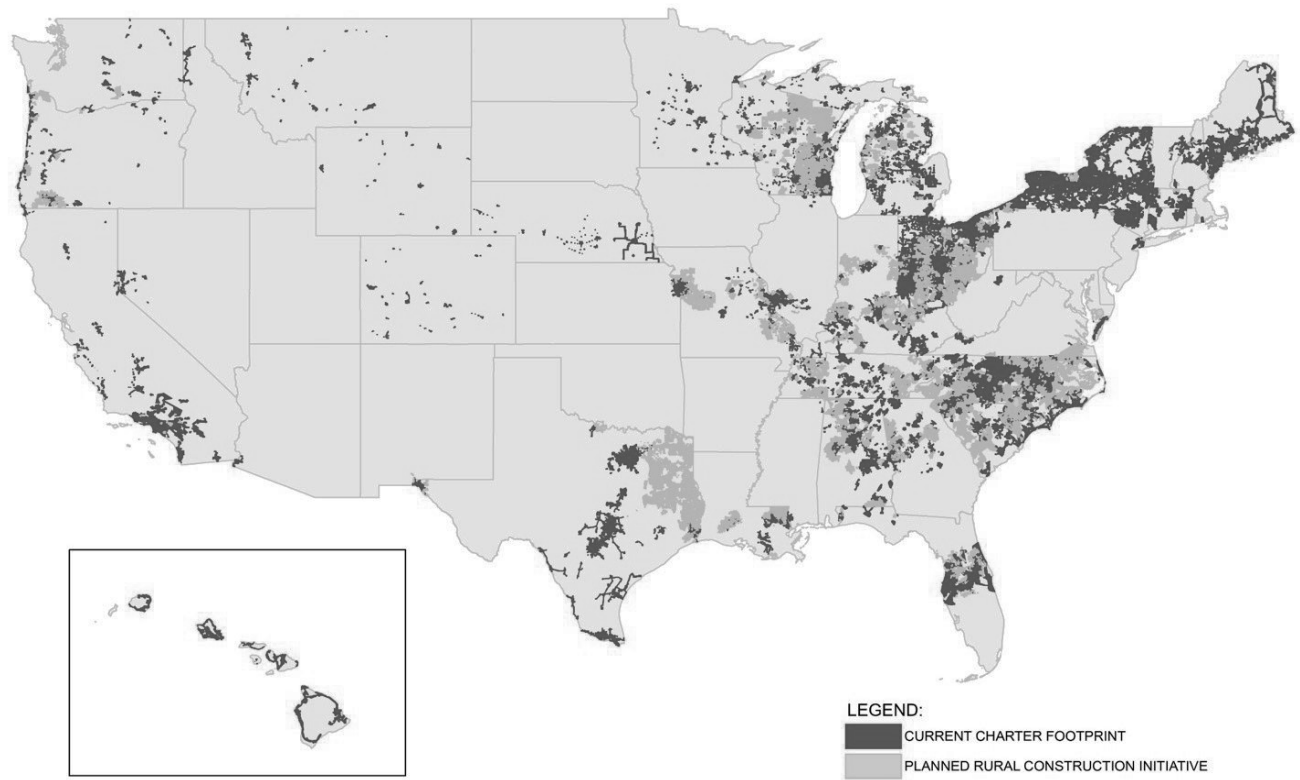 LEGEND:
CURRENT CHARTER FOOTPRINT
PLANNED RURAL CONSTRUCTION INITIATIVE